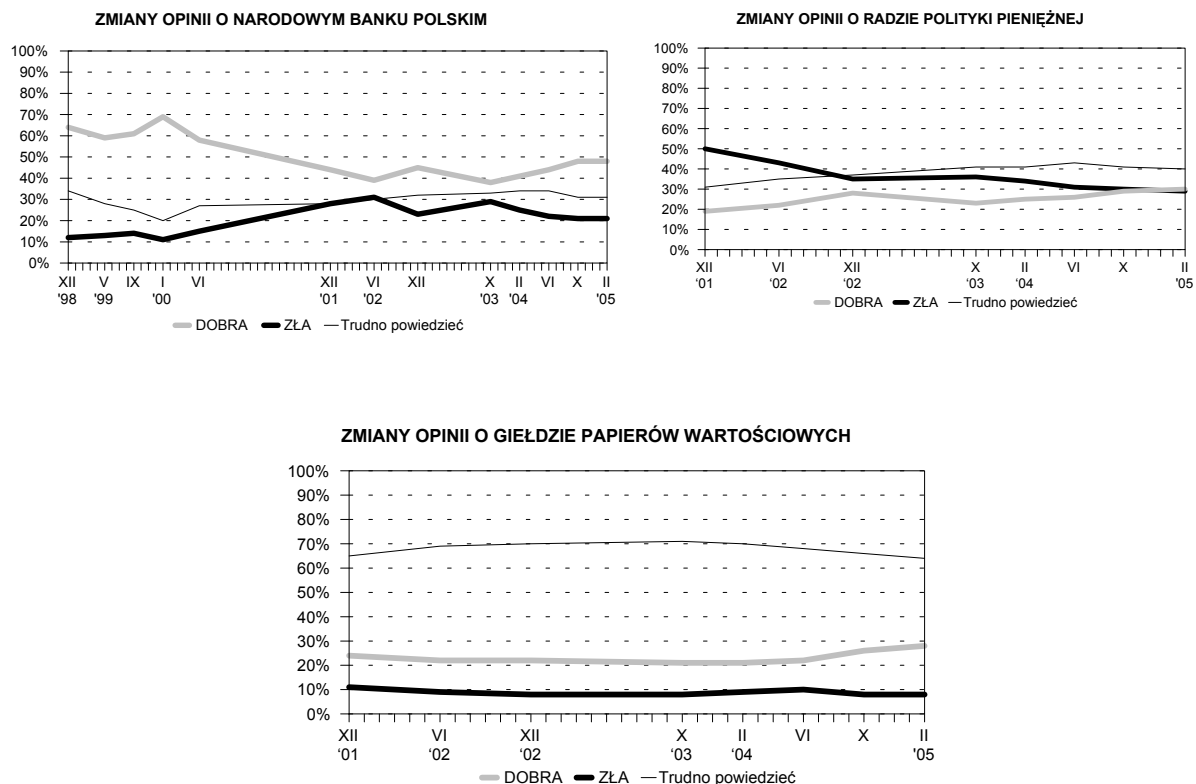 ZMIANY OPINII O NARODOWYM BANKU POLSKIM
100%
90%
80%
70%
60%
50%
40%
30%
20%
10%
0%
XII V IX I VI XII VI XII X II VI X II
'98 '99 '00 '01 '02 '03 '04 '05
DOBRA ZŁA Trudno powiedzieć
ZMIANY OPINII O RADZIE POLITYKI PIENIĘŻNEJ
100%
90%
80%
70%
60%
50%
40%
30%
20%
10%
0%
XII VI XII X II VI X II
'01 '02 '02 '03 '04 '05
DOBRA ZŁA Trudno powiedzieć
ZMIANY OPINII O GIEŁDZIE PAPIERÓW WARTOŚCIOWYCH
100%
90%
80%
70%
60%
50%
40%
30%
20%
10%
0%
XII VI XII X II VI X II
'01 '02 '02 '03 '04 '05
DOBRA ZŁA Trudno powiedzieć